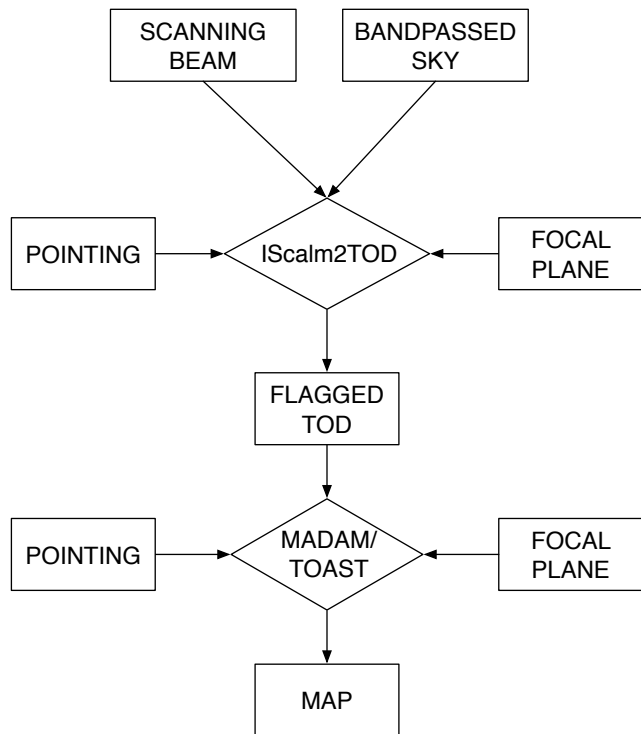 SCANNING
BEAM
BANDPASSED
SKY
POINTING
IScalm2TOD
FOCAL
PLANE
FLAGGED
TOD
POINTING
MADAM/
TOAST
FOCAL
PLANE
MAP